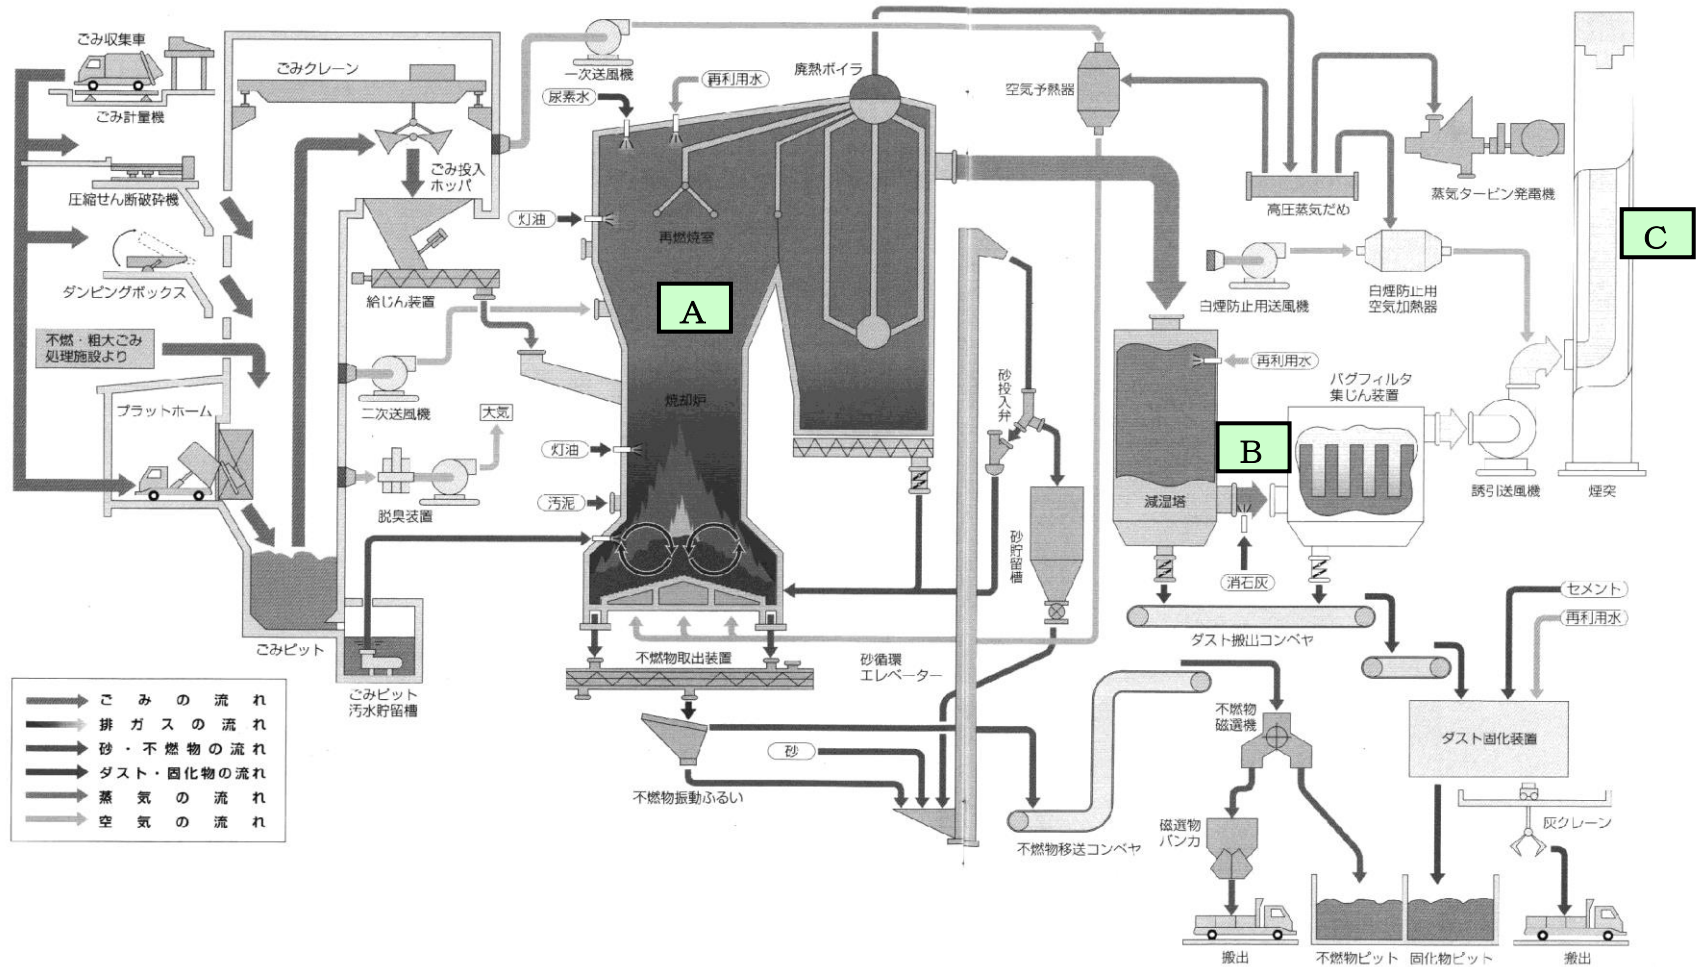 ごみ収集車
ごみ計量機
圧縮せん断破砕機
ダンピングボックス
不燃・粗大ごみ
処理施設より
プラットホーム
ごみクレーン
ごみ投入
ホッパ
給じん装置
二次送風機
大気
脱臭装置
ごみピット
ごみピット
汚水貯留槽
一次送風機
尿素水
再利用水
廃熱ボイラ
灯油
再燃焼室
A
焼却炉
灯油
汚泥
不燃物取出装置
不燃物振動ふるい
砂
砂循環
エレベーター
砂投入弁
砂貯留槽
空気予熱器
高圧蒸気だめ
蒸気タービン発電機
白煙防止用送風機
白煙防止用
空気加熱器
C
再利用水
減湿塔
B
バグフィルタ
集じん装置
消石灰
誘引送風機
煙突
ダスト搬出コンベヤ
セメント
再利用水
ダスト固化装置
灰クレーン
不燃物
磁選機
不燃物移送コンベヤ
磁選物
バンカ
搬出
不燃物ピット
固化物ピット
搬出
ごみの流れ
排ガスの流れ
砂・不燃物の流れ
ダスト・固化物の流れ
蒸気の流れ
空気の流れ